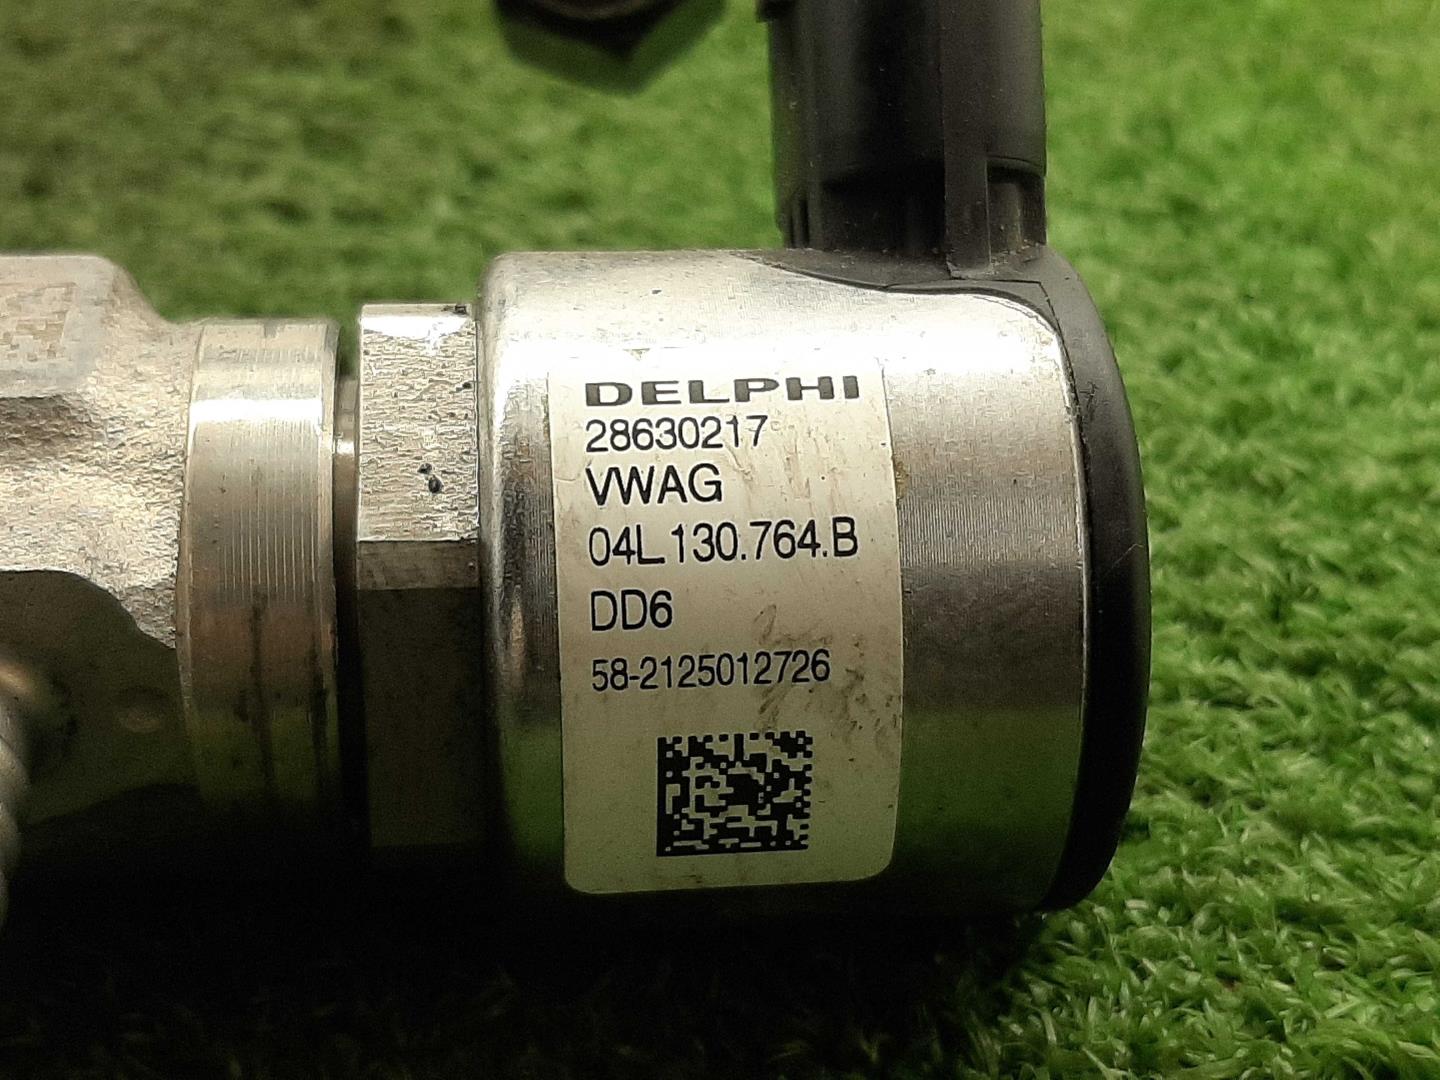 DELPHI
28630217
VWAG
04L130.764.B
DD6
58-2125012726